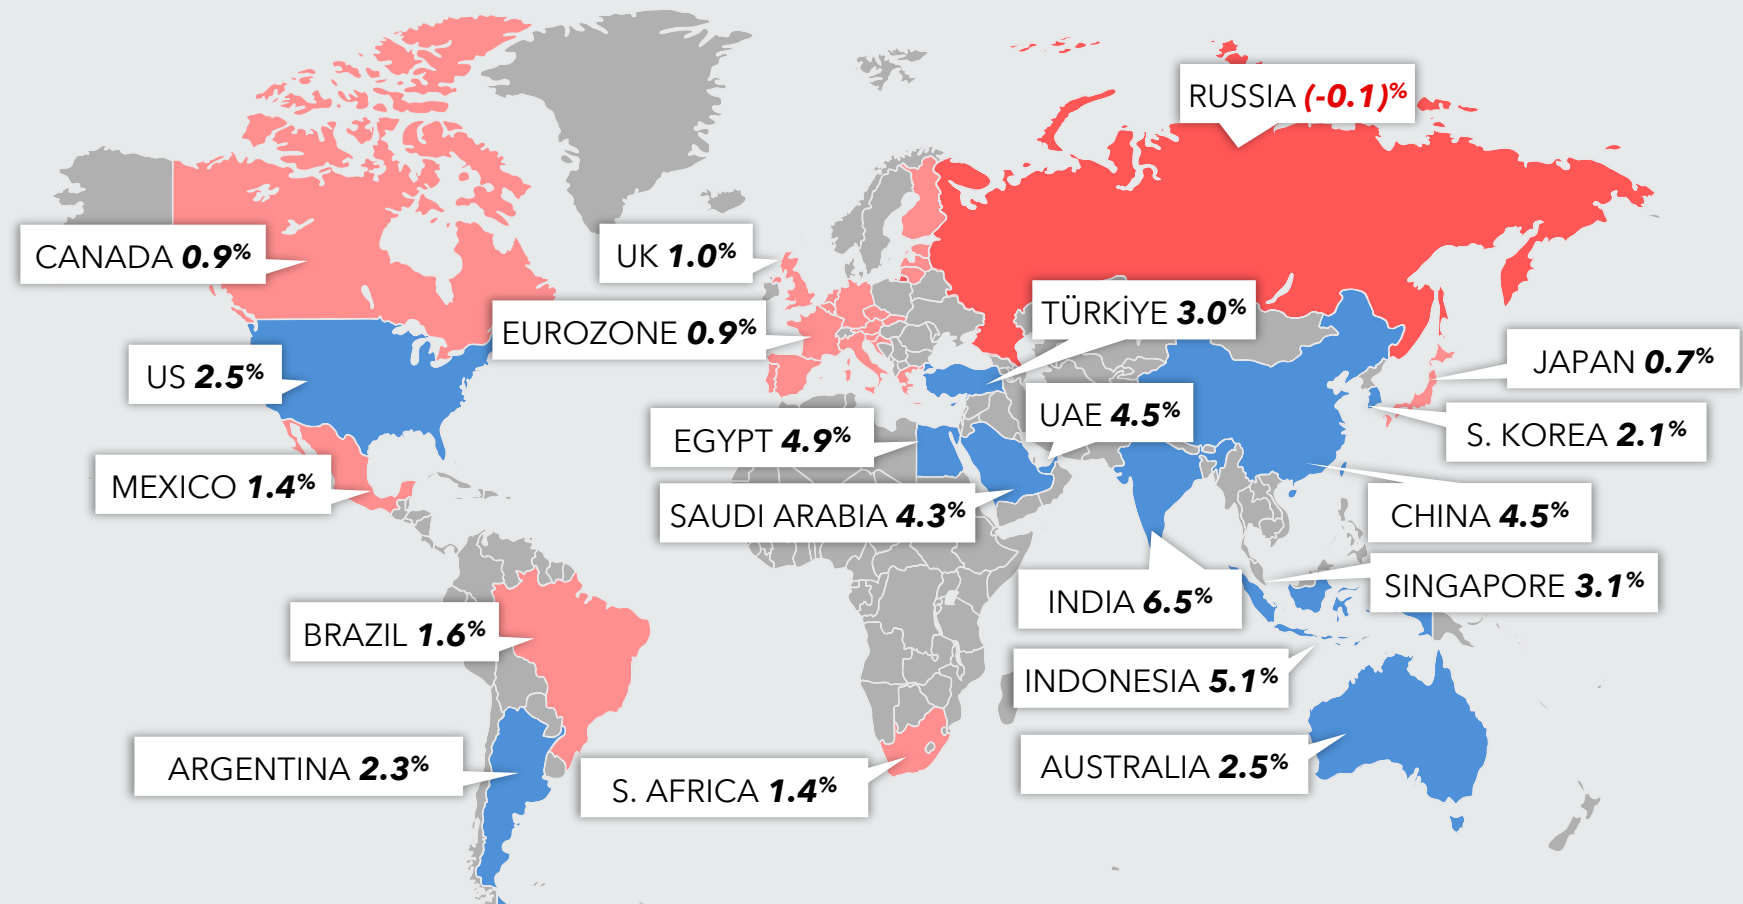 RUSSIA (-0.1)%
CANADA 0.9%
UK 1.0%
TÜRKİYE 3.0%
EUROZONE 0.9%
JAPAN 0.7%
US 2.5%
UAE 4.5%
EGYPT 4.9%
S. KOREA 2.1%
MEXICO 1.4%
SAUDI ARABIA 4.3%
CHINA 4.5%
SINGAPORE 3.1%
INDIA 6.5%
BRAZIL 1.6%
INDONESIA 5.1%
ARGENTINA 2.3%
AUSTRALIA 2.5%
S. AFRICA 1.4%